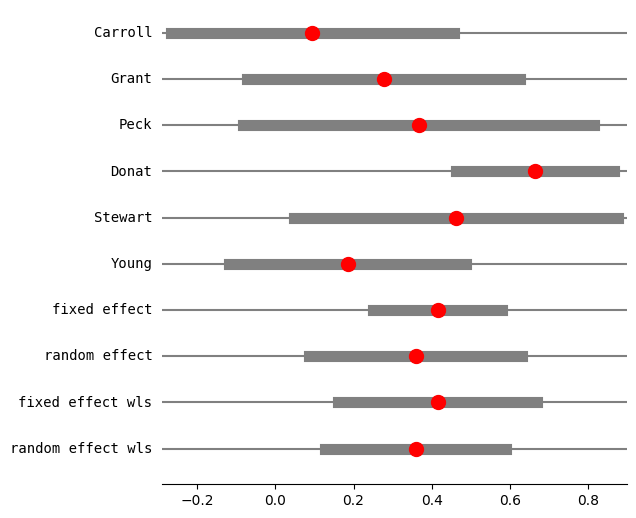 Carroll
Grant
Peck
Donat
Stewart
Young
fixed effect
random effect
fixed effect wls
random effect wls
−0.2 0.0 0.2 0.4 0.6 0.8